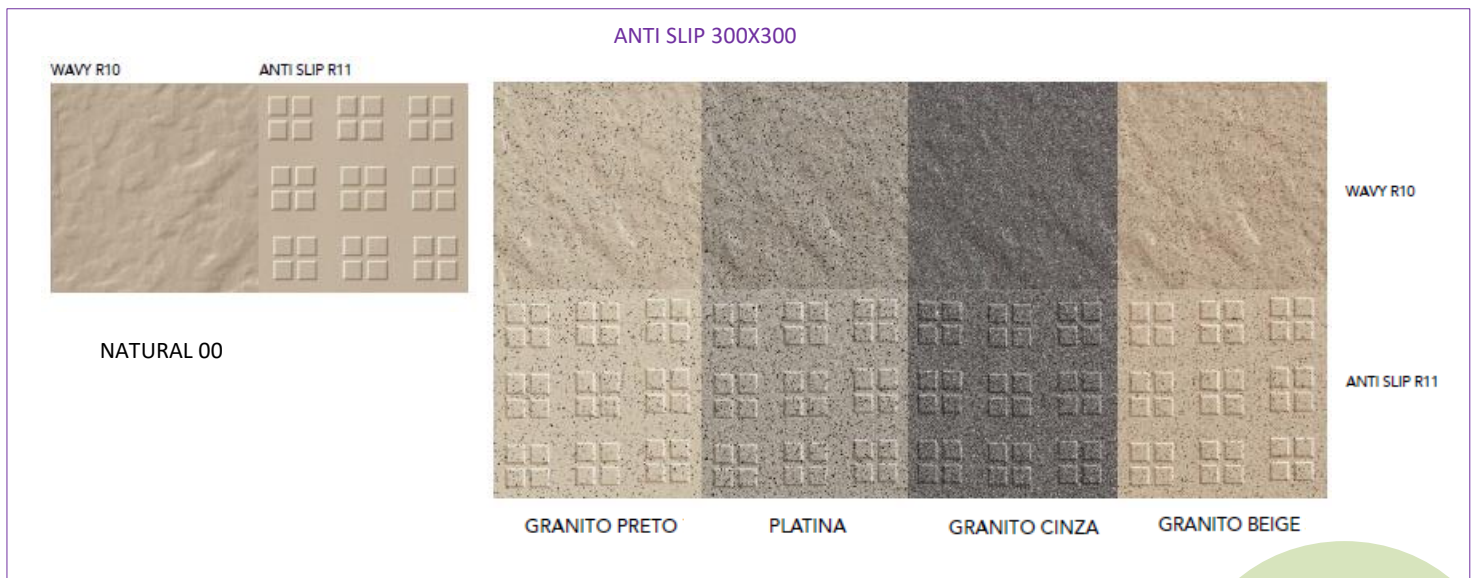 ANTI SLIP 300X300
WAVY R10
ANTI SLIP R11
WAVY R10
NATURAL 00
ANTI SLIP R11
GRANITO PRETO
PLATINA
GRANITO CINZA
GRANITO BEIGE